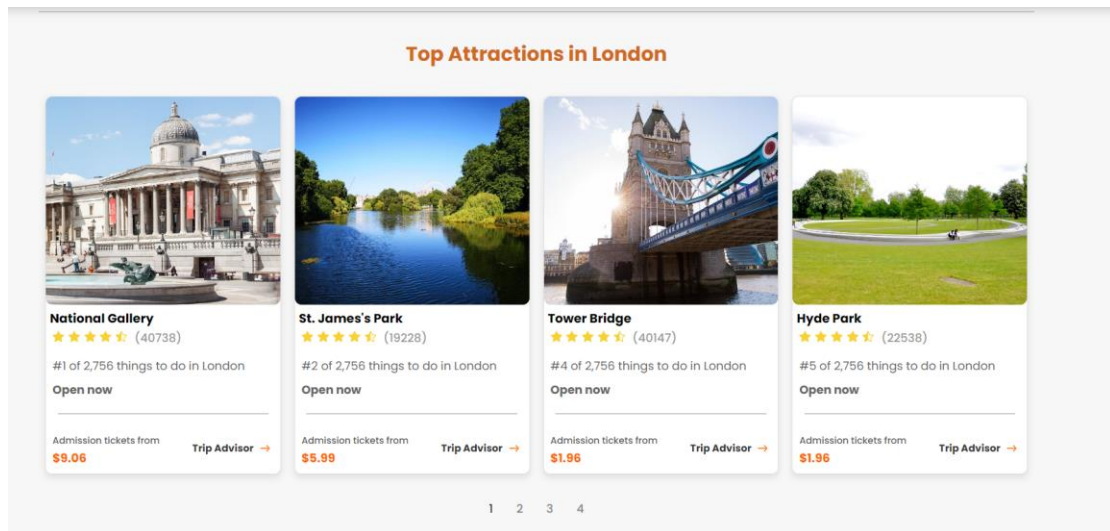 Top Attractions in London
National Gallery
(40738)
#1 of 2,756 things to do in London
Open now
Admission tickets from
$9.06
Trip Advisor →
St. James's Park
(19228)
#2 of 2,756 things to do in London
Open now
Admission tickets from
$5.99
Trip Advisor →
Tower Bridge
(40147)
#4 of 2,756 things to do in London
Open now
Admission tickets from
$1.96
Trip Advisor →
Hyde Park
(22538)
#5 of 2,756 things to do in London
Open now
Admission tickets from
$1.96
Trip Advisor →
1 2 3 4